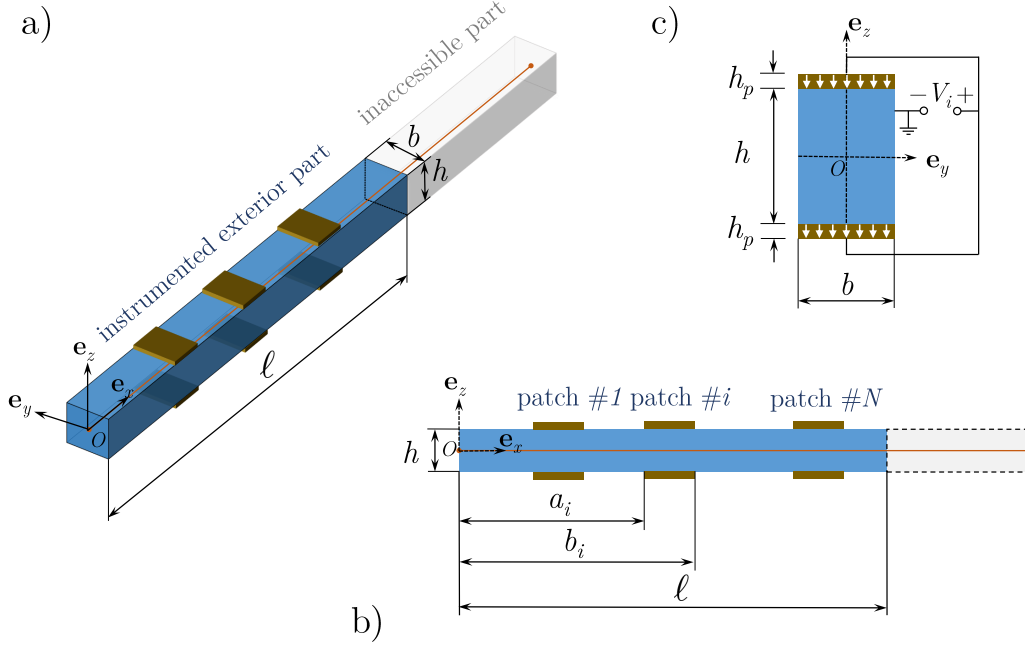 a)
inaccessible part
b
h
instrumented exterior part
ℓ
e_z
e_x
e_y
O
c)
e_z
h_p
− V_i +
h
O
e_y
h_p
b
e_z
patch #1 patch #i patch #N
h
O
e_x
a_i
b_i
ℓ
b)